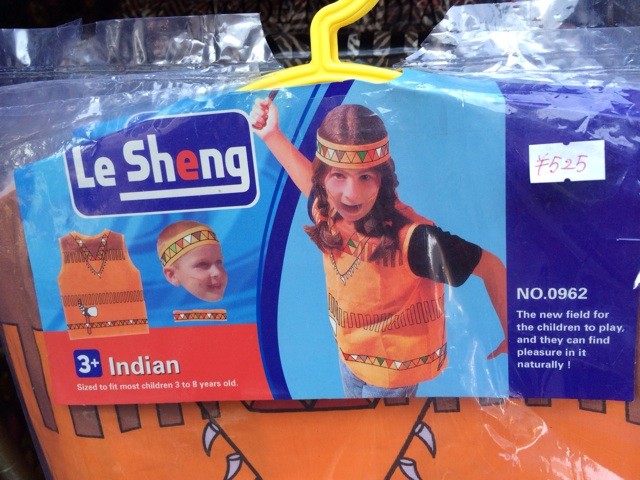 Le Sheng
₣525
3+ Indian
Sized to fit most children 3 to 8 years old.
NO.0962
The new field for
the children to play,
and they can find
pleasure in it
naturally !